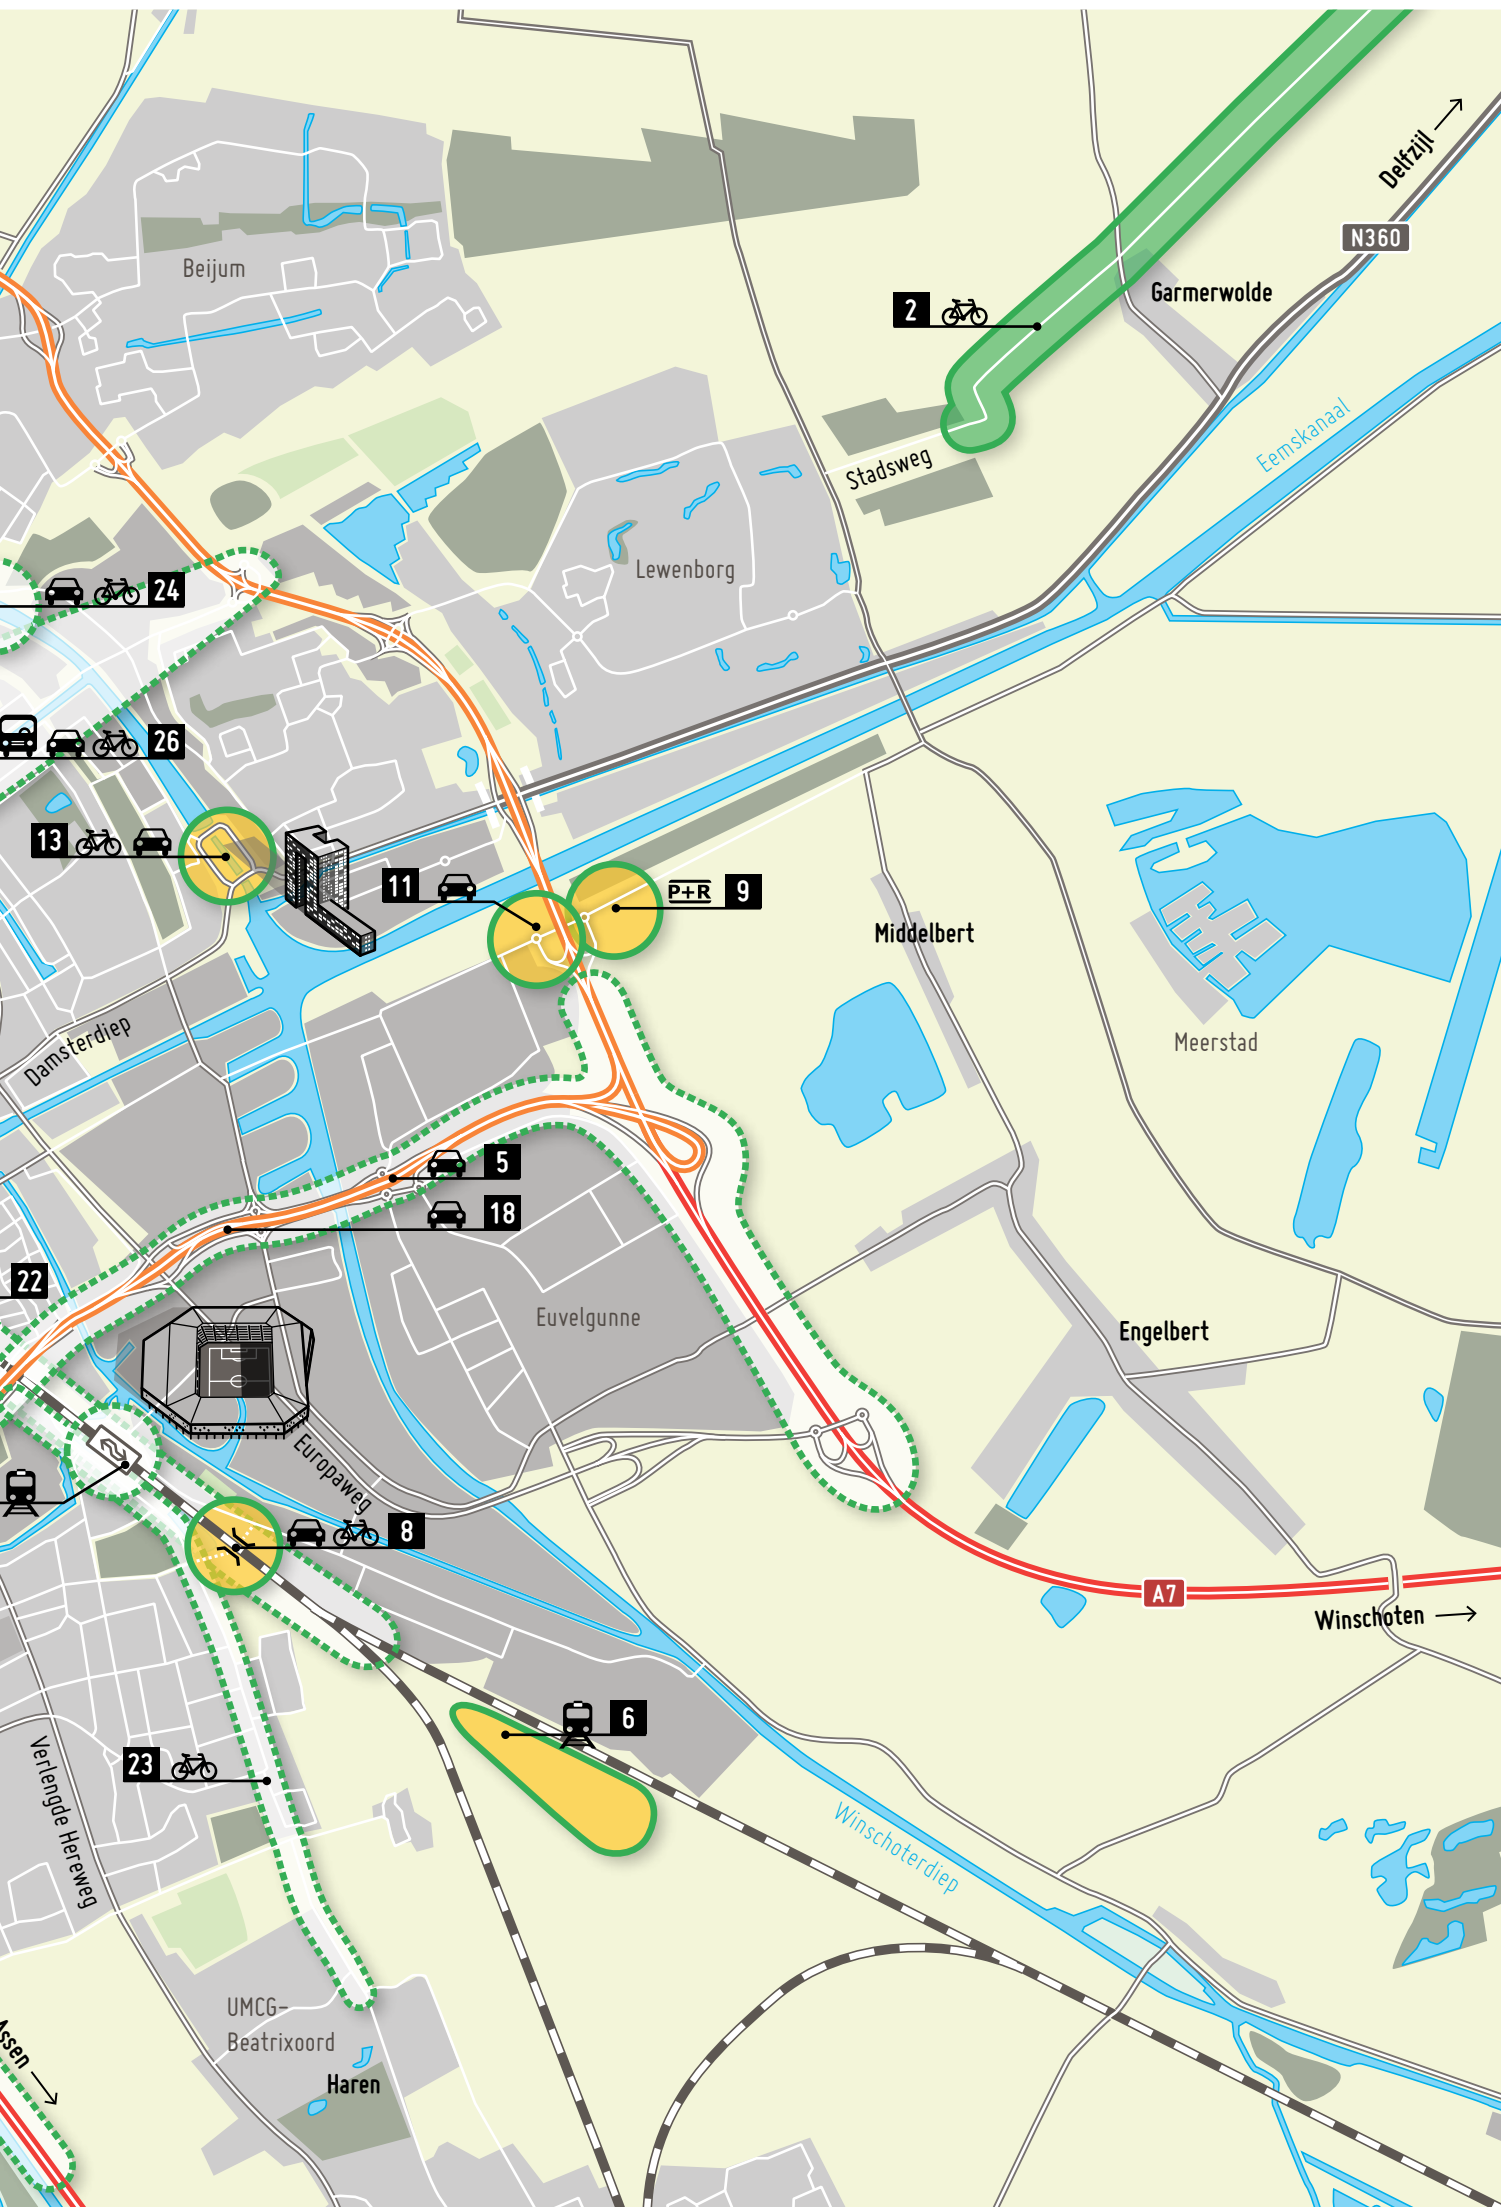 Delfzijl
N360
Beijum
Garmerwolde
2
Eemskanaal
Stadsweg
Lewenborg
24
26
13
11
P+R 9
Middelbert
Damsterdiep
Meerstad
5
18
22
Euvelgunne
Engelbert
Europaweg
8
A7
Winschoten
6
23
Verlengde Hereweg
Winschoterdiep
UMCG-
Beatrixoord
Assen
Haren